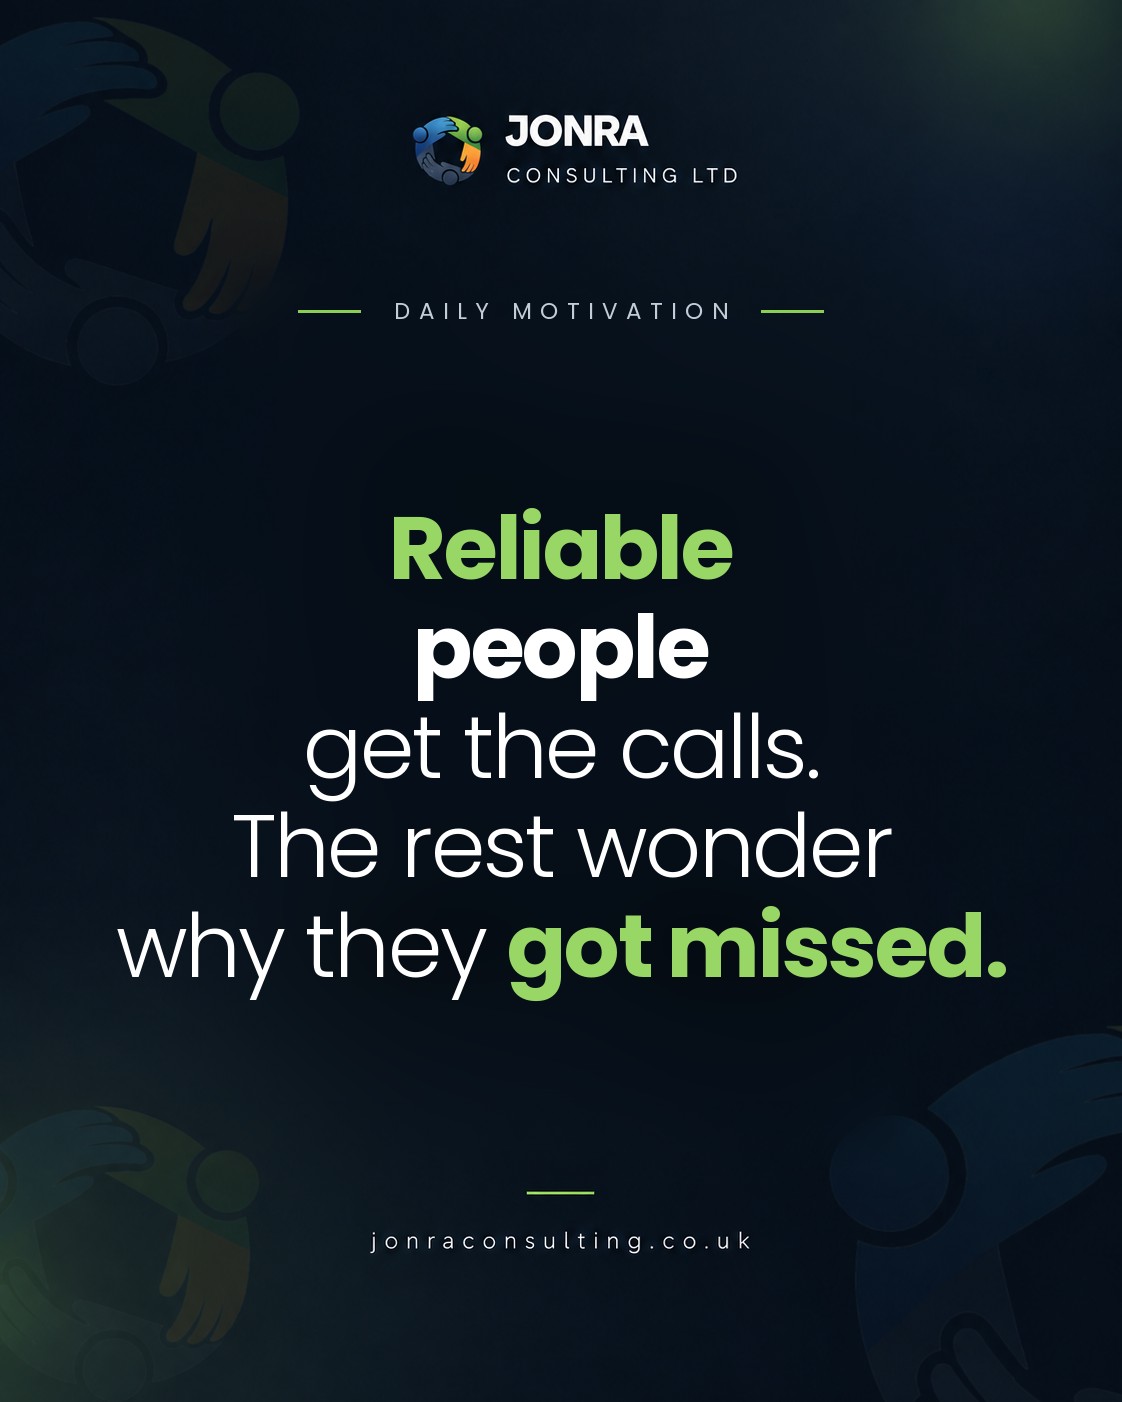 JONRA
CONSULTING LTD
DAILY MOTIVATION
Reliable
people
get the calls.
The rest wonder
why they got missed.
jonraconsulting.co.uk